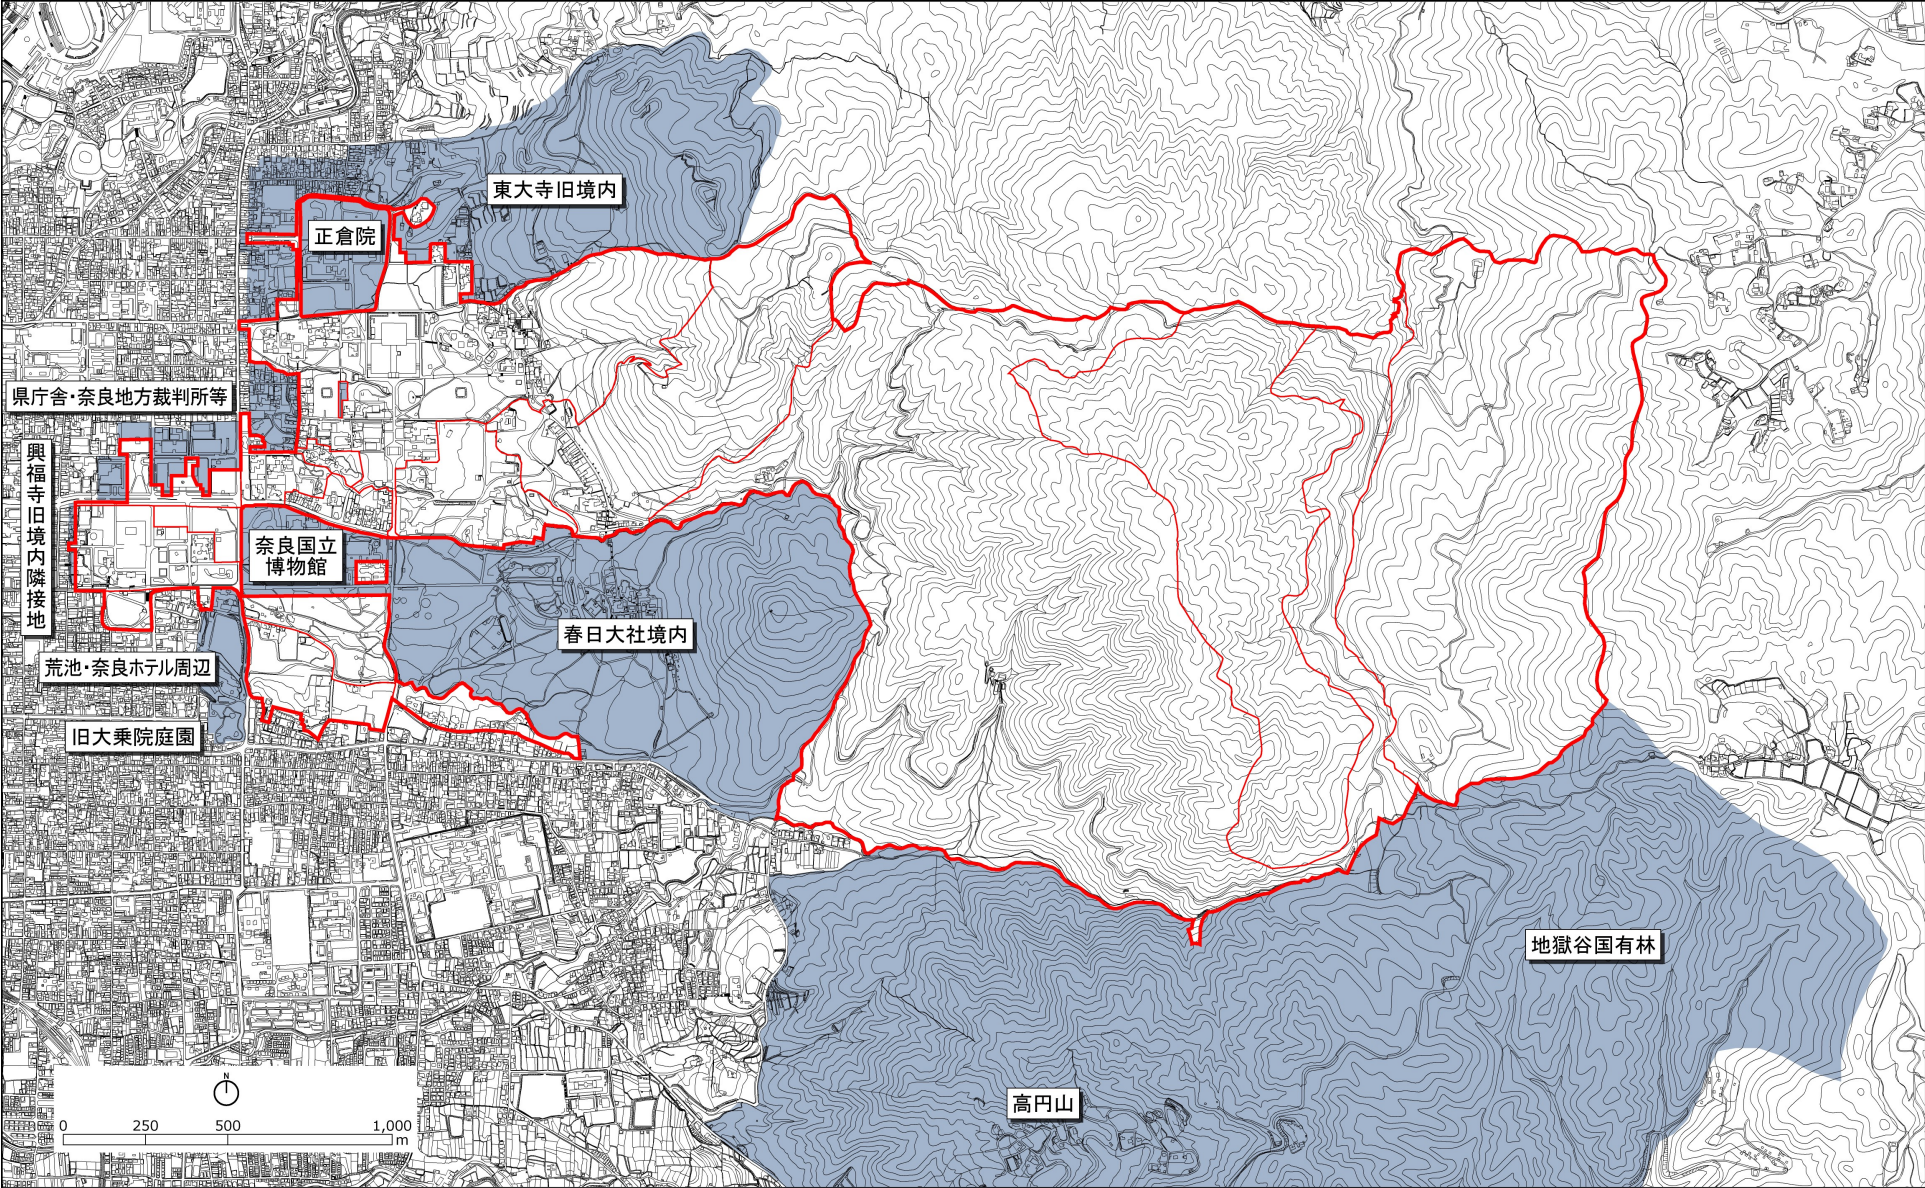 東大寺旧境内
正倉院
県庁舎・奈良地方裁判所等
興福寺旧境内隣接地
奈良国立
博物館
春日大社境内
荒池・奈良ホテル周辺
旧大乗院庭園
地獄谷国有林
高円山
N
0 250 500 1,000
m